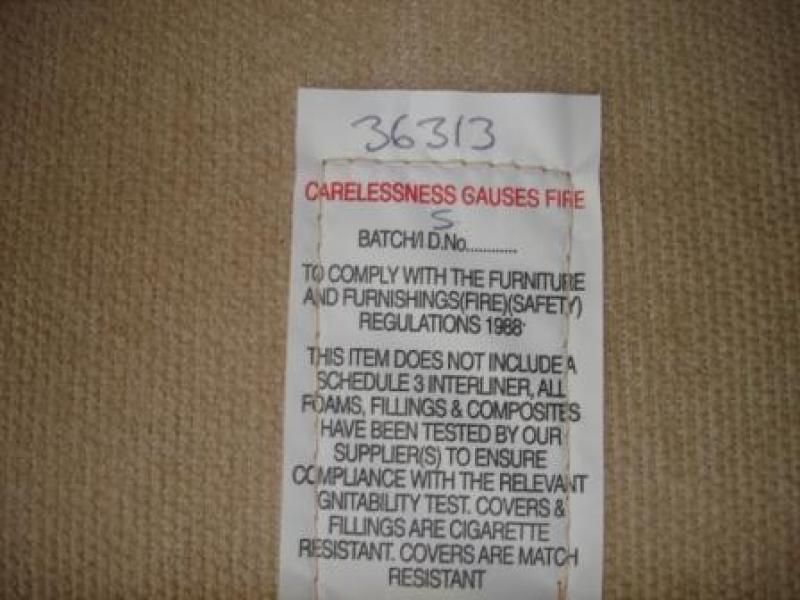 36313
CARELESSNESS GAUSES FIRE
S
BATCH/I D.No............
TO COMPLY WITH THE FURNITURE
AND FURNISHINGS(FIRE)(SAFETY)
REGULATIONS 1988
THIS ITEM DOES NOT INCLUDE A
SCHEDULE 3 INTERLINER, ALL
FOAMS, FILLINGS & COMPOSITES
HAVE BEEN TESTED BY OUR
SUPPLIER(S) TO ENSURE
COMPLIANCE WITH THE RELEVANT
GNITABILITY TEST. COVERS &
FILLINGS ARE CIGARETTE
RESISTANT. COVERS ARE MATCH
RESISTANT